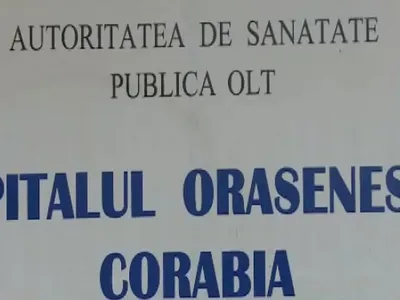 AUTORITATEA DE SANATATE
PUBLICA OLT
PITALUL ORASENES
CORABIA